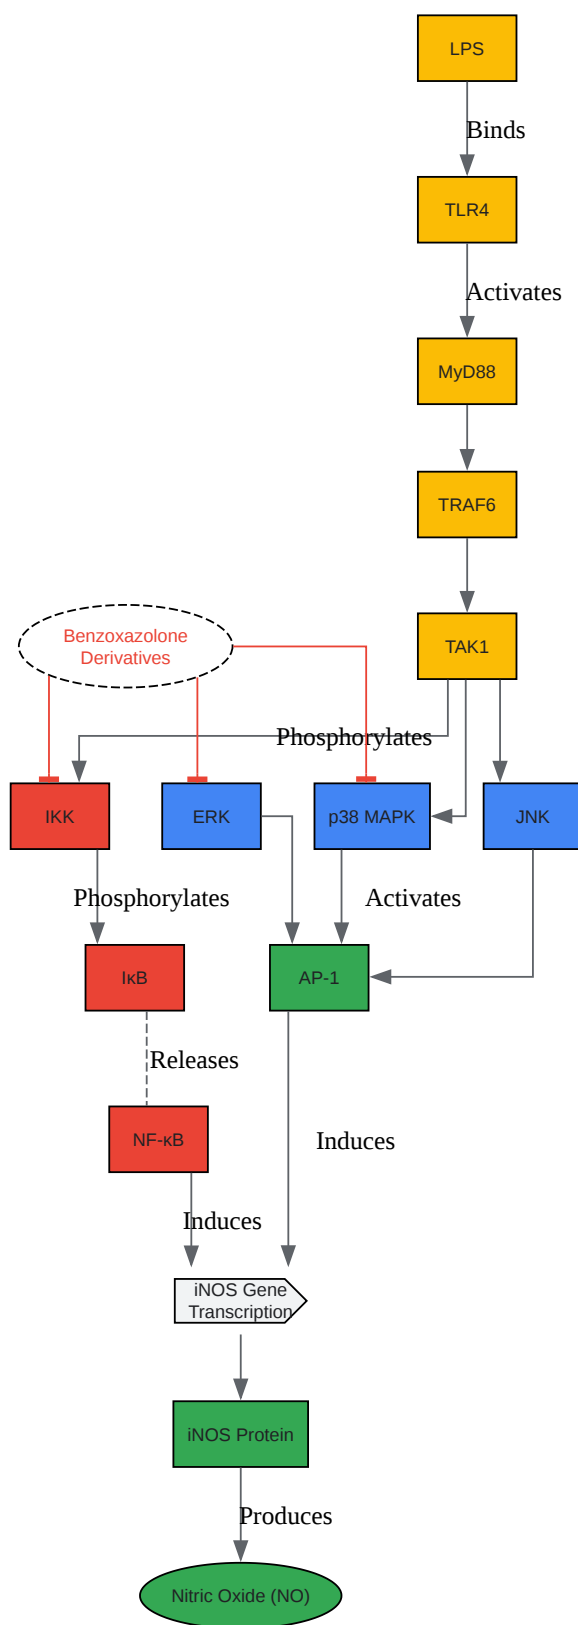 LPS
Binds
TLR4
Activates
MyD88
TRAF6
Benzoxazolone
Derivatives
TAK1
Phosphorylates
IKK
ERK
p38 MAPK
JNK
Phosphorylates
Activates
IκB
AP-1
Releases
NF-κB
Induces
Induces
iNOS Gene
Transcription
iNOS Protein
Produces
Nitric Oxide (NO)